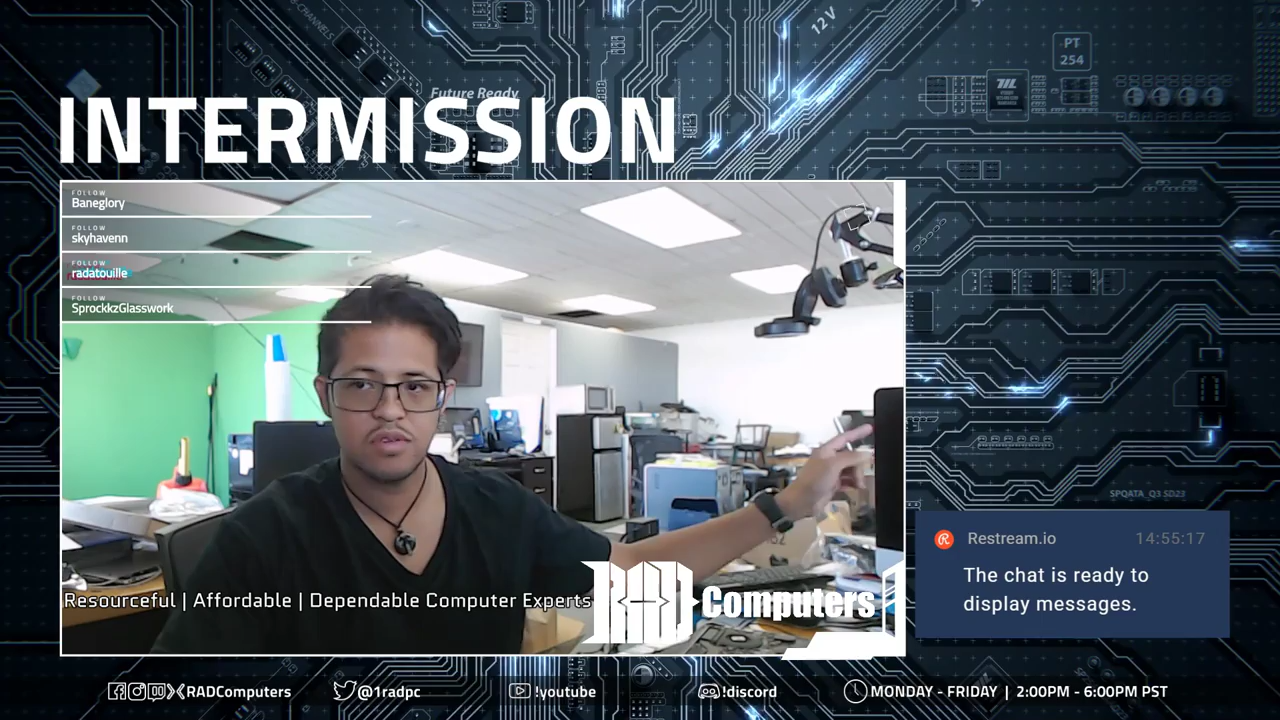 12 V
PT
254
Future Ready
INTERMISSION
FOLLOW
Baneglory
FOLLOW
skyhavenn
FOLLOW
radatouille
FOLLOW
SprockkzGlasswork
SPQATA_Q3 SD23
Restream.io 14:55:17
The chat is ready to
display messages.
Resourceful | Affordable | Dependable Computer Experts
RAD Computers
RADComputers @1radpc !youtube !discord MONDAY - FRIDAY | 2:00PM - 6:00PM PST